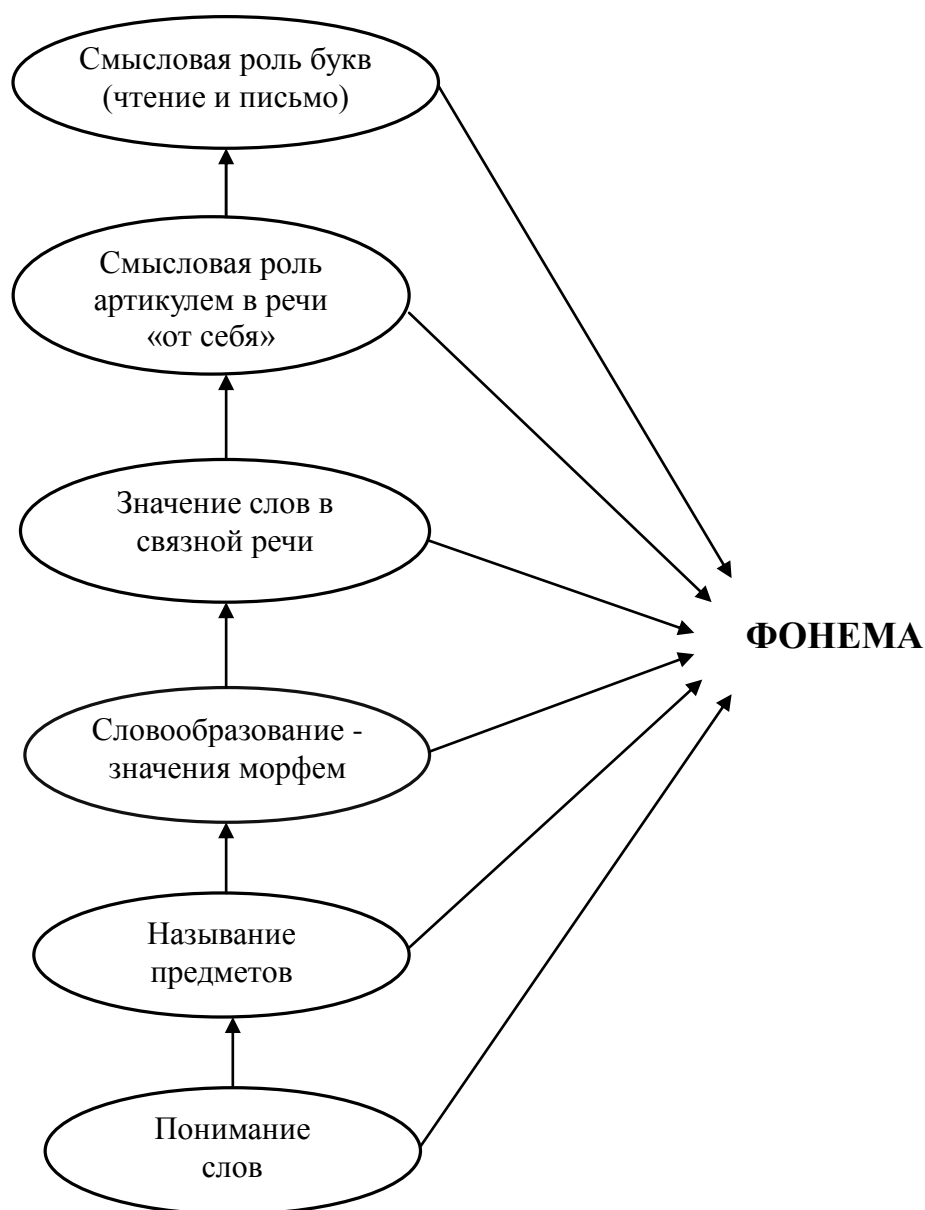 Смысловая роль букв
(чтение и письмо)
Смысловая роль
артикулем в речи
«от себя»
Значение слов в
связной речи
ФОНЕМА
Словообразование -
значения морфем
Называние
предметов
Понимание
слов